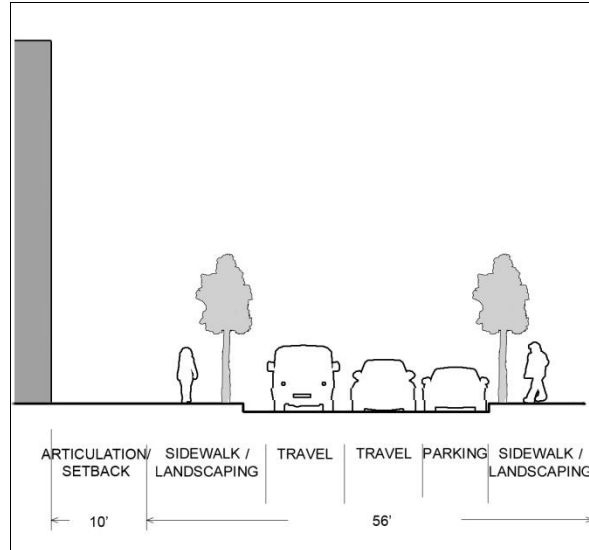 ARTICULATION/ SIDEWALK / TRAVEL TRAVEL PARKING SIDEWALK /
SETBACK LANDSCAPING LANDSCAPING
10' 56'